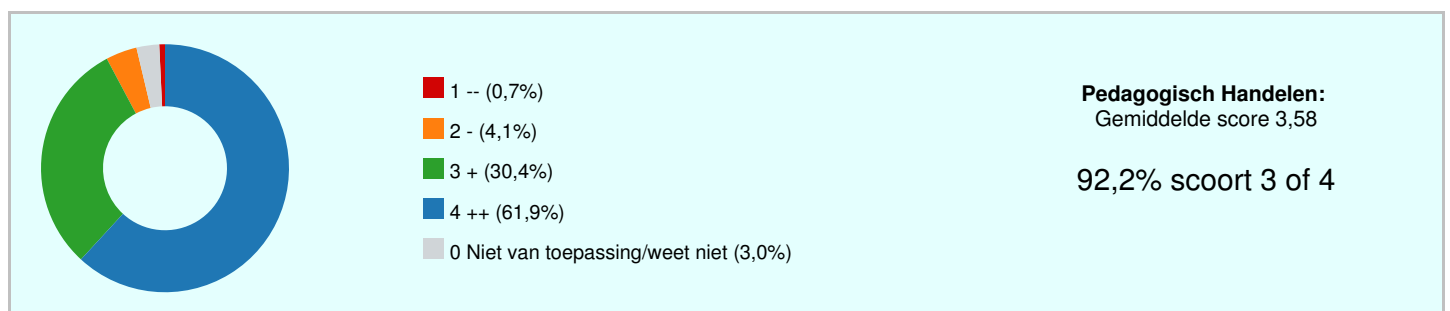 1 -- (0,7%)
2 - (4,1%)
3 + (30,4%)
4 ++ (61,9%)
0 Niet van toepassing/weet niet (3,0%)
Pedagogisch Handelen:
Gemiddelde score 3,58
92,2% scoort 3 of 4